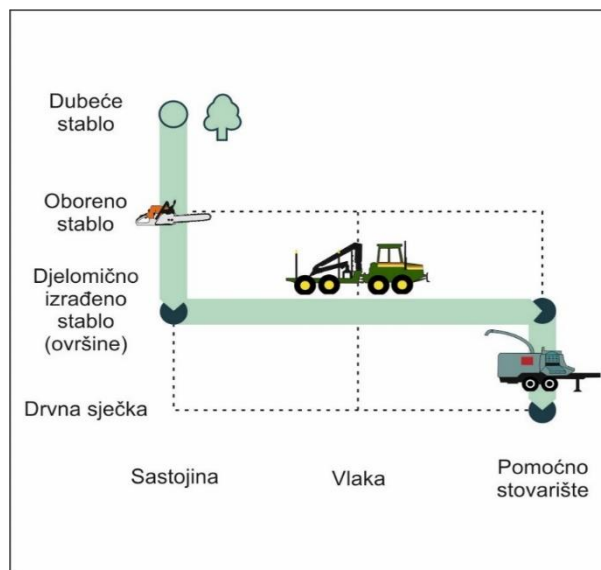 Dubeće
stablo
Oboreno
stablo
Djelomično
izrađeno
stablo
(ovršine)
Drvna sječka
Sastojina
Vlaka
Pomoćno
stovarište